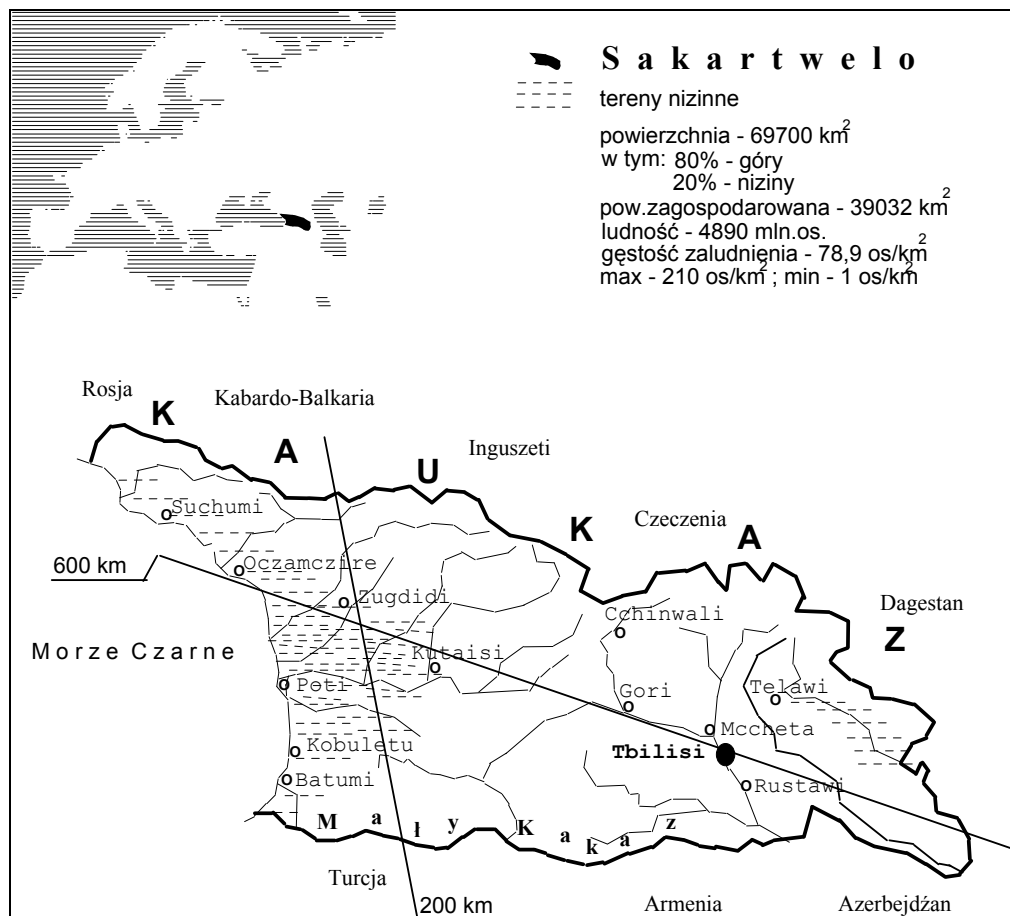 S a k a r t w e l o
tereny nizinne
powierzchnia - 69700 km²
w tym: 80% - góry
20% - niziny
pow.zagospodarowana - 39032 km²
ludność - 4890 mln.os.
gęstość zaludnienia - 78,9 os/km²
max - 210 os/km² ; min - 1 os/km²
Rosja
Kabardo-Balkaria
Inguszeti
Czeczenia
Dagestan
K A U K A Z
Suchumi
Oczamczire
600 km
Zugdidi
Cchinwali
Morze Czarne
Kutaisi
Poti
Gori
Telawi
Mccheta
Kobuletu
Tbilisi
Batumi
Rustawi
M a ł y K a k a z
Turcja
200 km
Armenia
Azerbejdźan